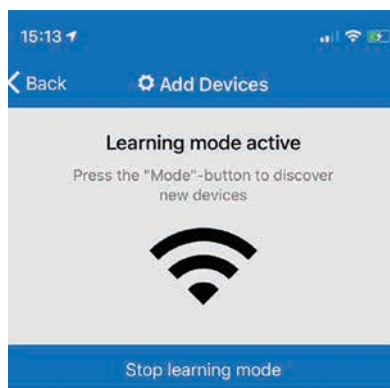 15:13
Back
Add Devices
Learning mode active
Press the "Mode"-button to discover
new devices
Stop learning mode